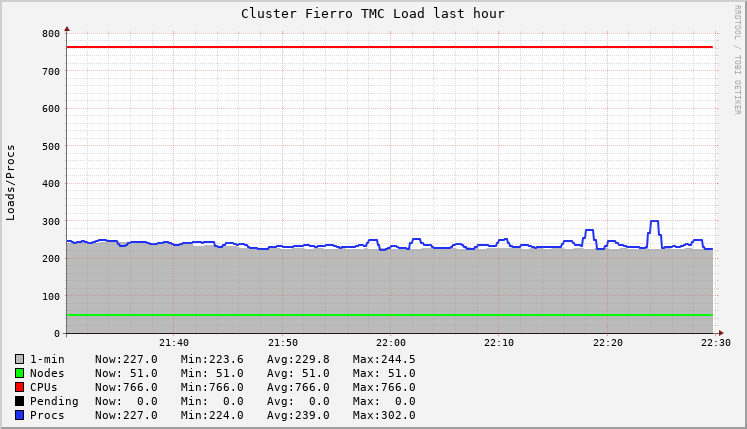 Cluster Fierro TMC Load last hour
RRDTOOL / TOBI OETIKER
Loads/Procs
800
700
600
500
400
300
200
100
0
21:40 21:50 22:00 22:10 22:20 22:30
1-min Now:227.0 Min:223.6 Avg:229.8 Max:244.5
Nodes Now: 51.0 Min: 51.0 Avg: 51.0 Max: 51.0
CPUs Now:766.0 Min:766.0 Avg:766.0 Max:766.0
Pending Now: 0.0 Min: 0.0 Avg: 0.0 Max: 0.0
Procs Now:227.0 Min:224.0 Avg:239.0 Max:302.0